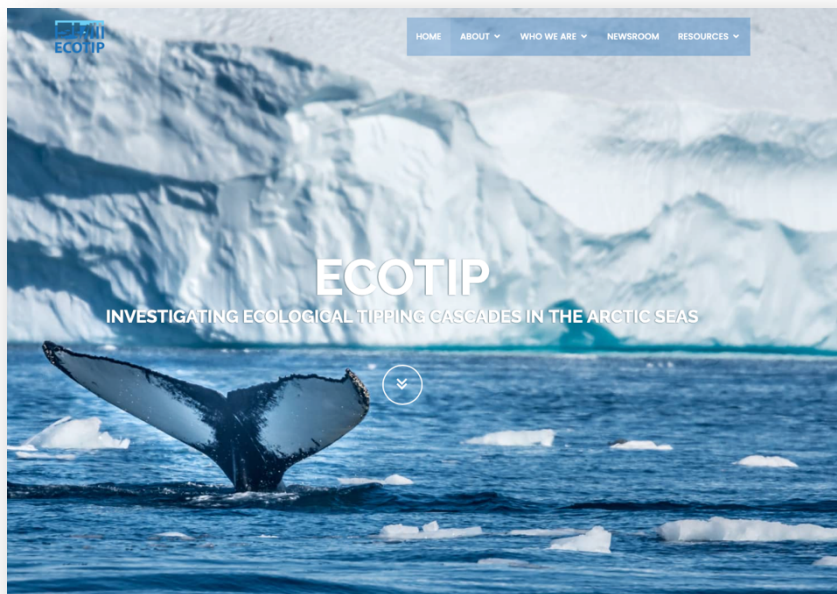 ECOTIP
HOME ABOUT WHO WE ARE NEWSROOM RESOURCES
ECOTIP
INVESTIGATING ECOLOGICAL TIPPING CASCADES IN THE ARCTIC SEAS